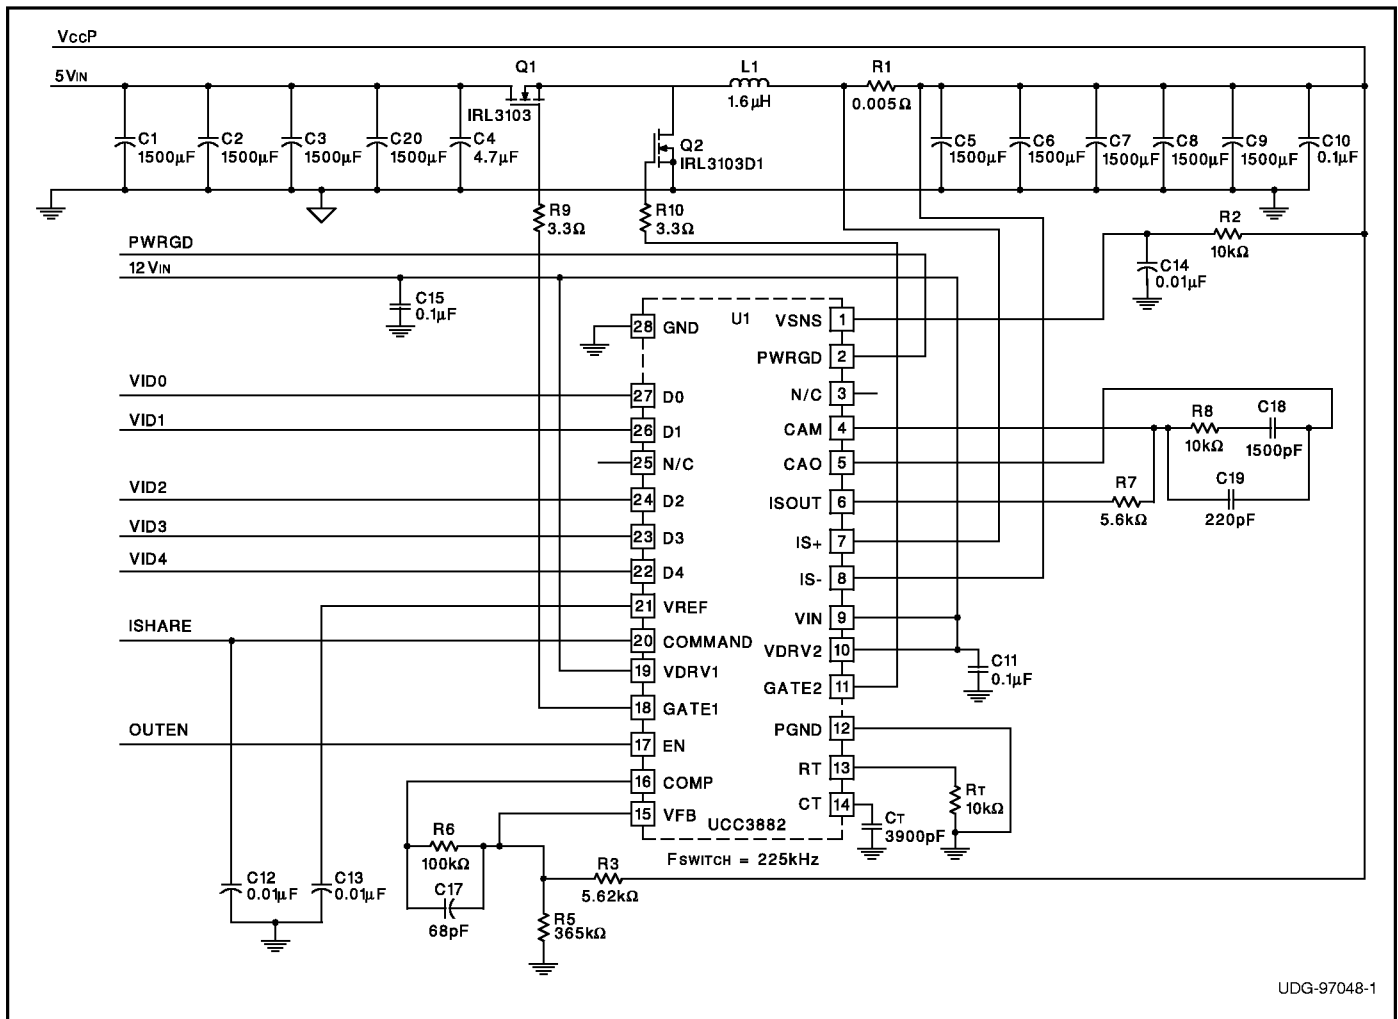 VCCP
5VIN
Q1
IRL3103
L1
1.6µH
R1
0.005Ω
C1
1500µF
C2
1500µF
C3
1500µF
C20
1500µF
C4
4.7µF
Q2
IRL3103D1
C5
1500µF
C6
1500µF
C7
1500µF
C8
1500µF
C9
1500µF
C10
0.1µF
R9
3.3Ω
R10
3.3Ω
R2
10kΩ
PWRGD
12VIN
C14
0.01µF
C15
0.1µF
U1
28 GND
VSNS 1
PWRGD 2
VID0
27 D0
N/C 3
VID1
26 D1
CAM 4
R8
10kΩ
C18
1500pF
25 N/C
CAO 5
C19
220pF
VID2
24 D2
ISOUT 6
R7
5.6kΩ
VID3
23 D3
IS+ 7
VID4
22 D4
IS- 8
21 VREF
VIN 9
ISHARE
20 COMMAND
VDRV2 10
C11
0.1µF
19 VDRV1
GATE2 11
18 GATE1
PGND 12
OUTEN
17 EN
RT 13
RT
10kΩ
16 COMP
CT 14
CT
3900pF
15 VFB
UCC3882
FSWITCH = 225kHz
R6
100kΩ
C17
68pF
R3
5.62kΩ
C12
0.01µF
C13
0.01µF
R5
365kΩ
UDG-97048-1